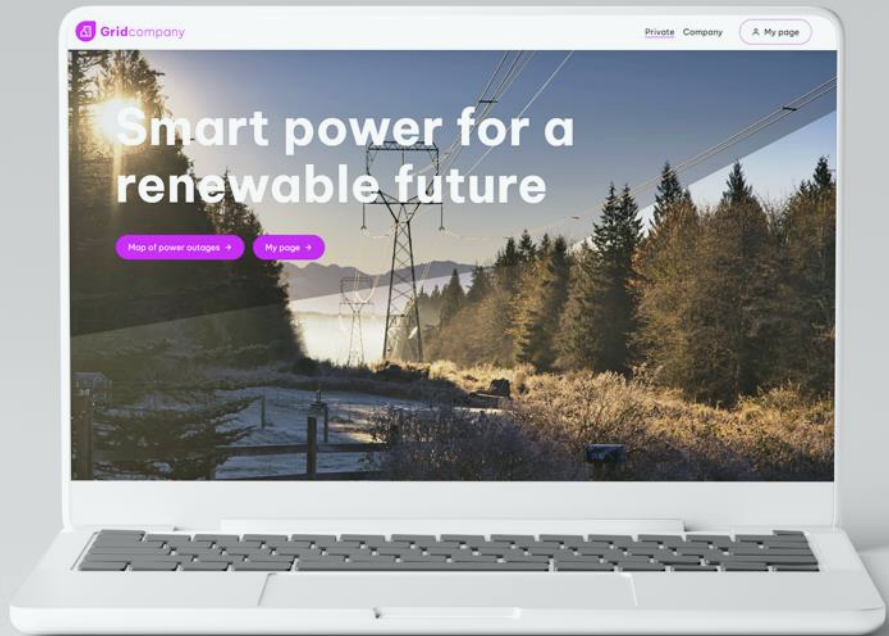 Gridcompany
Private Company My page
Smart power for a
renewable future
Map of power outages → My page →